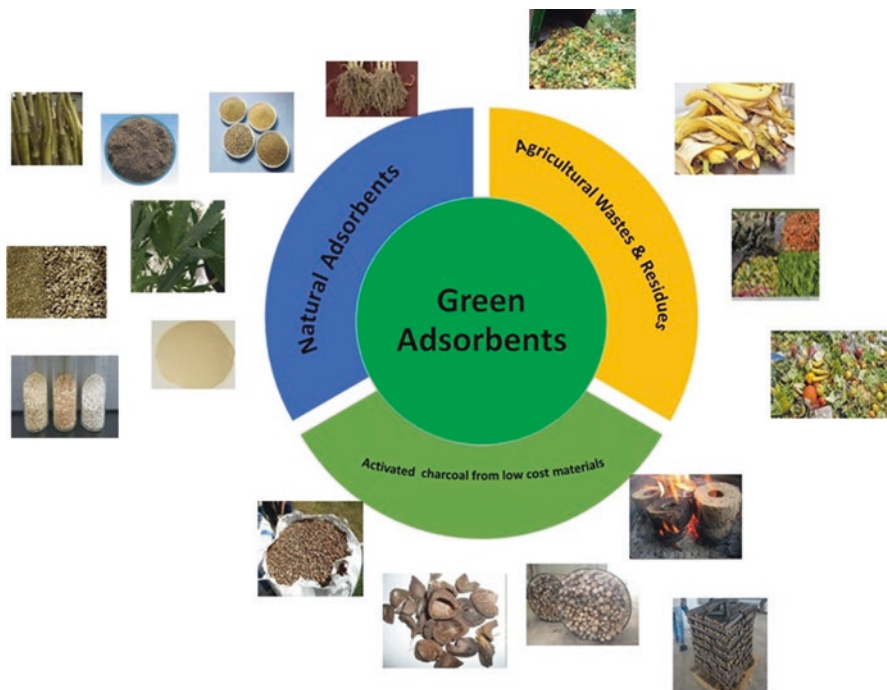 Natural Adsorbents
Agricultural Wastes & Residues
Green
Adsorbents
Activated charcoal from low cost materials